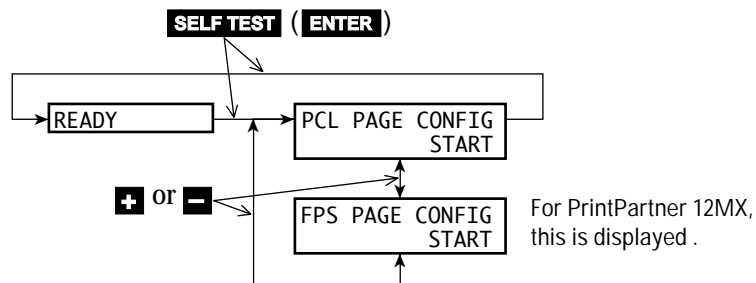 SELF TEST ( ENTER )
READY
PCL PAGE CONFIG
START
+ or −
FPS PAGE CONFIG
START
For PrintPartner 12MX,
this is displayed .